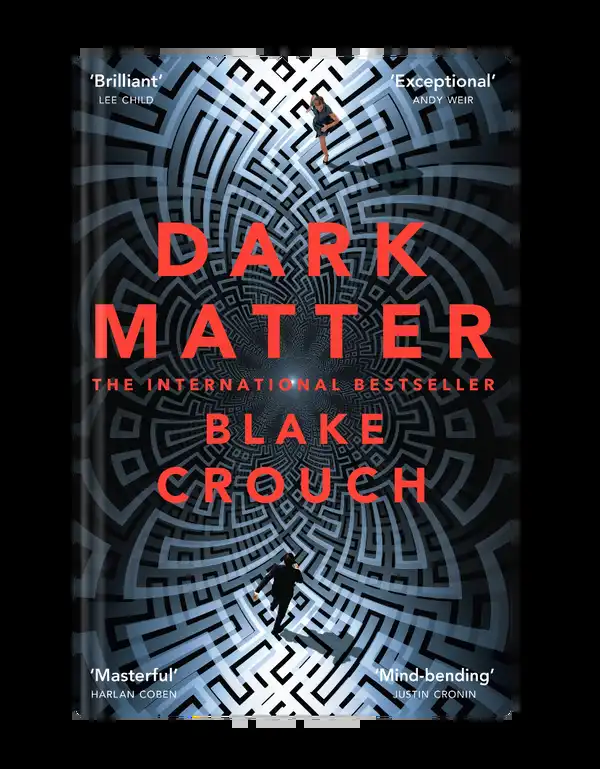 'Brilliant'
LEE CHILD
'Exceptional'
ANDY WEIR
DARK
MATTER
THE INTERNATIONAL BESTSELLER
BLAKE
CROUCH
'Masterful'
HARLAN COBEN
'Mind-bending'
JUSTIN CRONIN